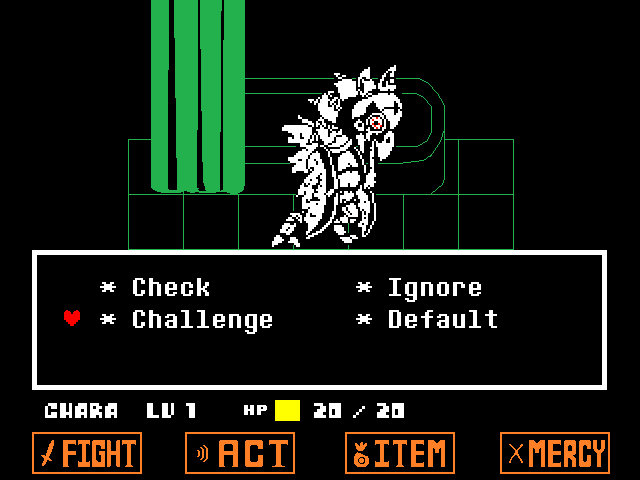 * Check * Ignore
* Challenge * Default
CHARA LV 1 HP 20 / 20
FIGHT ACT ITEM MERCY